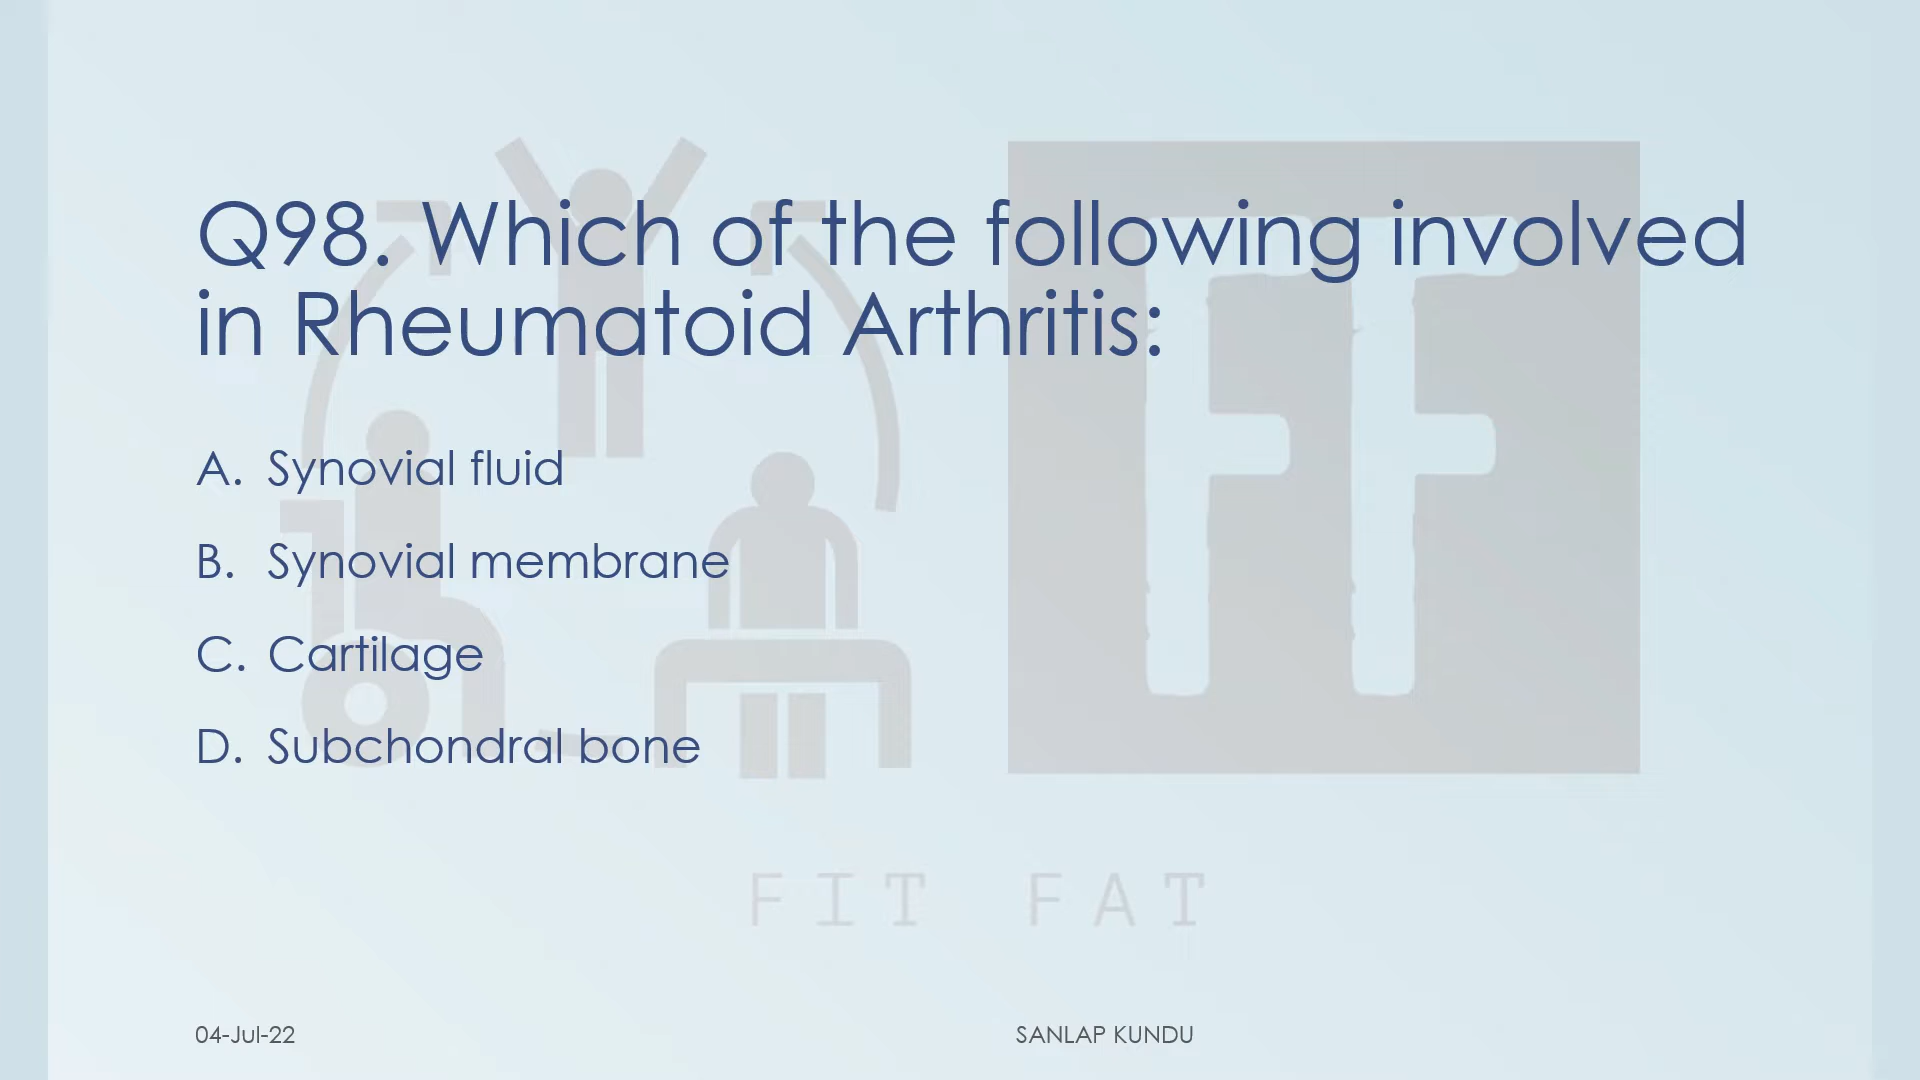 Q98. Which of the following involved
in Rheumatoid Arthritis:
A. Synovial fluid
B. Synovial membrane
C. Cartilage
D. Subchondral bone
FF
FIT FAT
04-Jul-22
SANLAP KUNDU